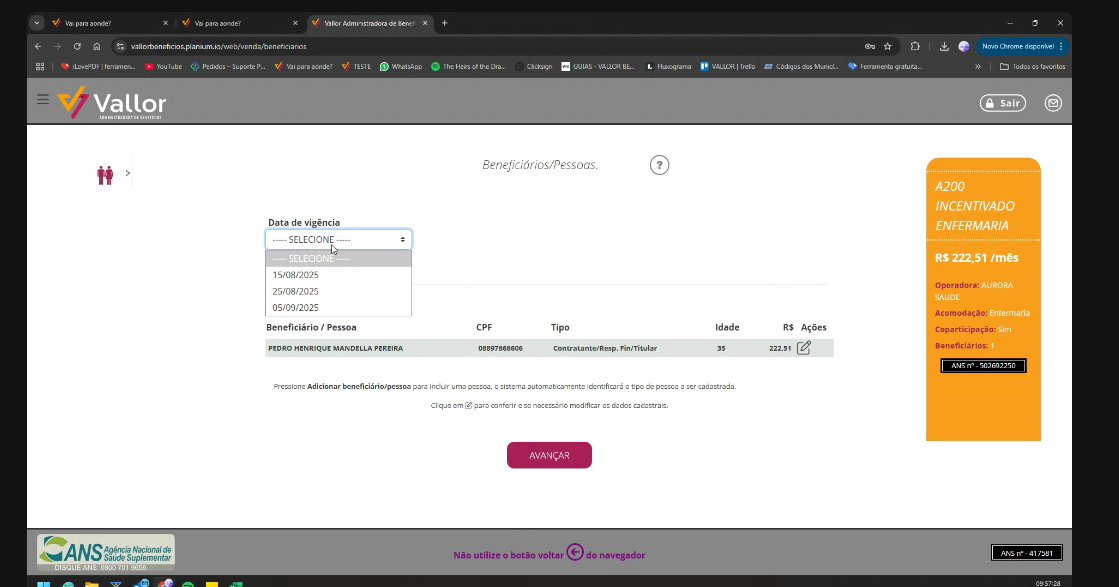 Vai para aonde?
Vai para aonde?
Vallor Administradora de Benefí
vallorbeneficios.planium.io/web/venda/beneficiarios
Novo Chrome disponível
iLovePDF | ferramen...
YouTube
Pedidos – Suporte P...
Vai para aonde?
TESTE
WhatsApp
The Heirs of the Dra...
Clicksign
GUIAS - VALLOR BE...
Fluxograma
VALLOR | Trello
Códigos dos Munící...
Ferramenta gratuita...
»
Todos os favoritos
Vallor
ADMINISTRADORA DE BENEFÍCIOS
Sair
Beneficiários/Pessoas.
?
Data de vigência
----- SELECIONE -----
----- SELECIONE -----
15/08/2025
25/08/2025
05/09/2025
Beneficiário / Pessoa CPF Tipo Idade R$ Ações
PEDRO HENRIQUE MANDELLA PEREIRA 08897868606 Contratante/Resp. Fin/Titular 35 222.51
Pressione Adicionar beneficiário/pessoa para incluir uma pessoa, o sistema automaticamente identificará o tipo de pessoa a ser cadastrada.
Clique em para conferir e se necessário modificar os dados cadastrais.
AVANÇAR
A200
INCENTIVADO
ENFERMARIA
R$ 222,51 /mês
Operadora: AURORA
SAUDE
Acomodação: Enfermaria
Coparticipação: Sim
Beneficiários: 1
ANS nº - 502692250
ANS Agência Nacional de
Saúde Suplementar
DISQUE ANS: 0800 701 9656
Não utilize o botão voltar do navegador
ANS nº - 417581
09:57:28